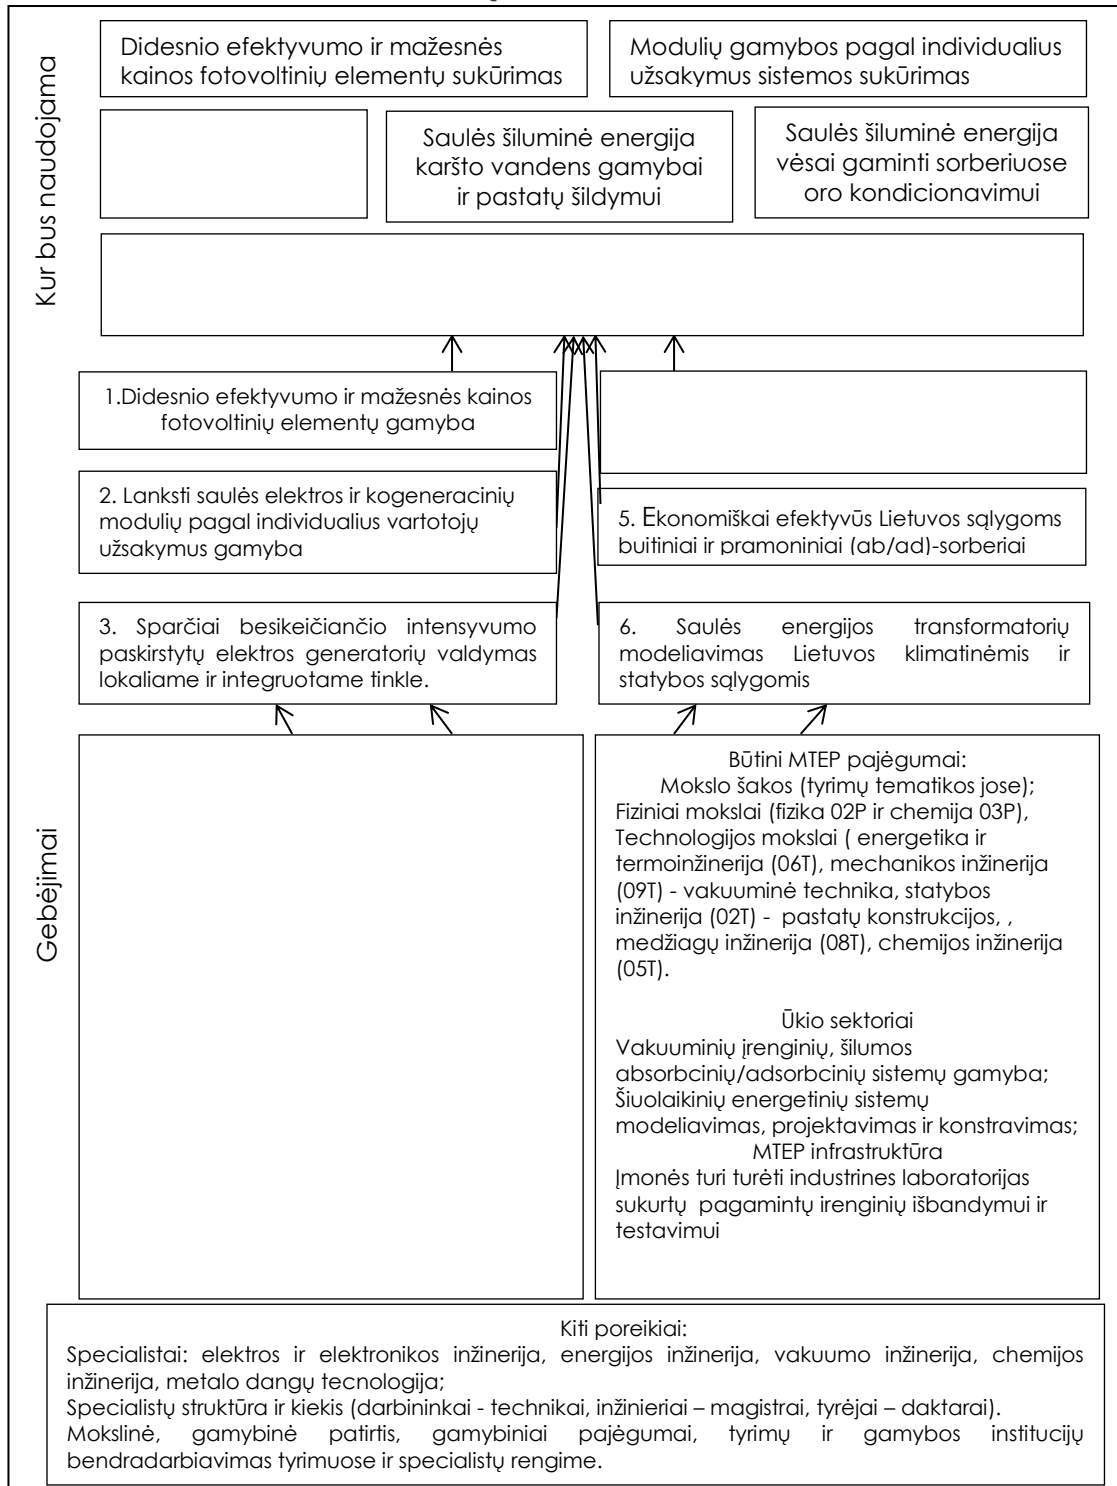 Kur bus naudojama
Didesnio efektyvumo ir mažesnės
kainos fotovoltinių elementų sukūrimas
Modulių gamybos pagal individualius
užsakymus sistemos sukūrimas
Saulės šiluminė energija
karšto vandens gamybai
ir pastatų šildymui
Saulės šiluminė energija
vėsai gaminti sorberiuose
oro kondicionavimui
1.Didesnio efektyvumo ir mažesnės kainos
fotovoltinių elementų gamyba
2. Lanksti saulės elektros ir kogeneracinių
modulių pagal individualius vartotojų
užsakymus gamyba
5. Ekonomiškai efektyvūs Lietuvos sąlygoms
buitiniai ir pramoniniai (ab/ad)-sorberiai
3. Sparčiai besikeičiančio intensyvumo
paskirstytų elektros generatorių valdymas
lokaliame ir integruotame tinkle.
6. Saulės energijos transformatorių
modeliavimas Lietuvos klimatinėmis ir
statybos sąlygomis
Gebėjimai
Būtini MTEP pajėgumai:
Mokslo šakos (tyrimų tematikos jose);
Fiziniai mokslai (fizika 02P ir chemija 03P),
Technologijos mokslai ( energetika ir
termoinžinerija (06T), mechanikos inžinerija
(09T) - vakuuminė technika, statybos
inžinerija (02T) - pastatų konstrukcijos, ,
medžiagų inžinerija (08T), chemijos inžinerija
(05T).
Ūkio sektoriai
Vakuuminių įrenginių, šilumos
absorbcinių/adsorbcinių sistemų gamyba;
Šiuolaikinių energetinių sistemų
modeliavimas, projektavimas ir konstravimas;
MTEP infrastruktūra
Įmonės turi turėti industrines laboratorijas
sukurtų pagamintų irenginių išbandymui ir
testavimui
Kiti poreikiai:
Specialistai: elektros ir elektronikos inžinerija, energijos inžinerija, vakuumo inžinerija, chemijos
inžinerija, metalo dangų tecnologija;
Specialistų struktūra ir kiekis (darbininkai - technikai, inžinieriai – magistrai, tyrėjai – daktarai).
Mokslinė, gamybinė patirtis, gamybiniai pajėgumai, tyrimų ir gamybos institucijų
bendradarbiavimas tyrimuose ir specialistų rengime.